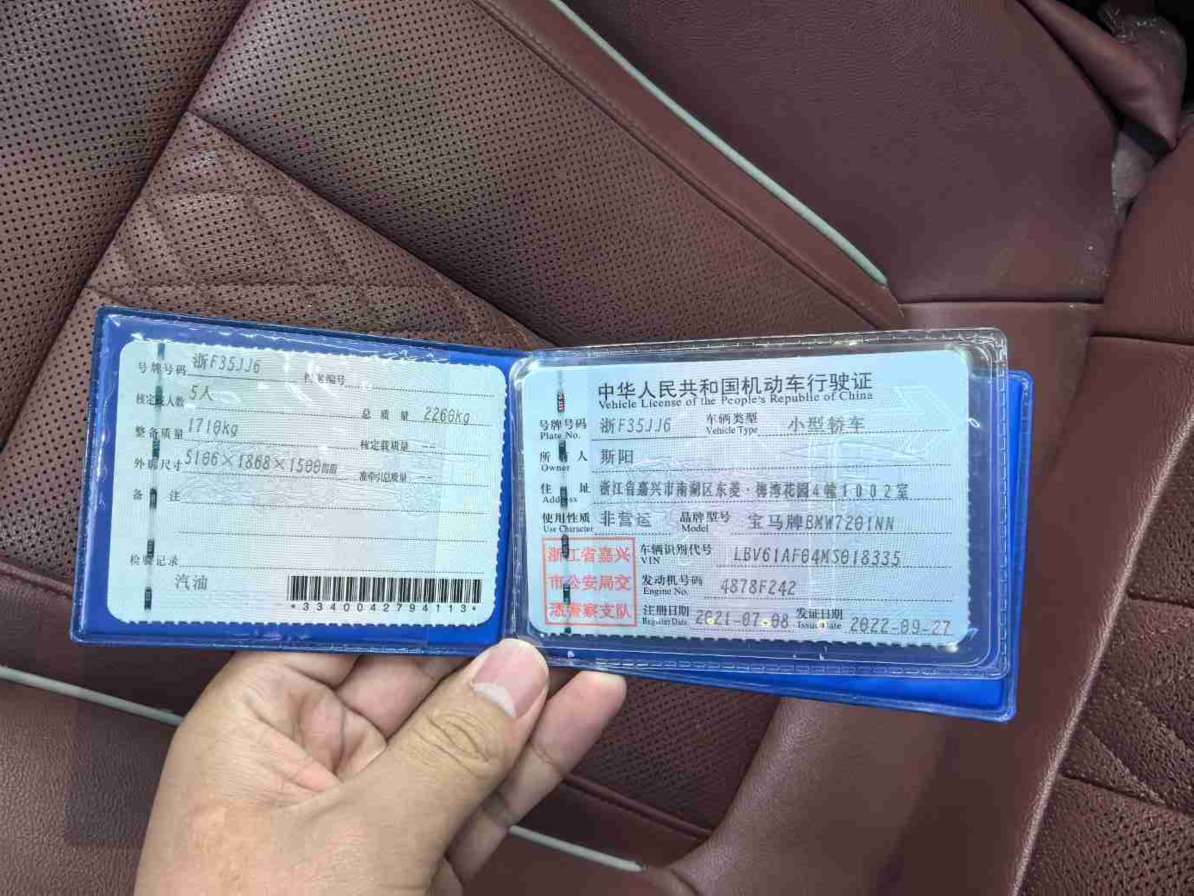 号牌号码 浙F35JJ6 档案编号
核定载人数 5人 总质量 2260kg
整备质量 1710kg 核定载质量 --
外廓尺寸 5106×1868×1500mm 准牵引总质量 --
备注
检验记录
汽油
*3340042794113*
中华人民共和国机动车行驶证
Vehicle License of the People's Republic of China
号牌号码 浙F35JJ6 车辆类型 小型轿车
Plate No. Vehicle Type
所有人 斯阳
Owner
住址 浙江省嘉兴市南湖区东菱·梅湾花园4幢1002室
Address
使用性质 非营运 品牌型号 宝马牌BMW7201NN
Use Character Model
浙江省嘉兴
市公安局交
通警察支队
车辆识别代号 LBV61AF04MS018335
VIN
发动机号码 4878F242
Engine No.
注册日期 2021-07-08 发证日期 2022-09-27
Register Date Issue Date